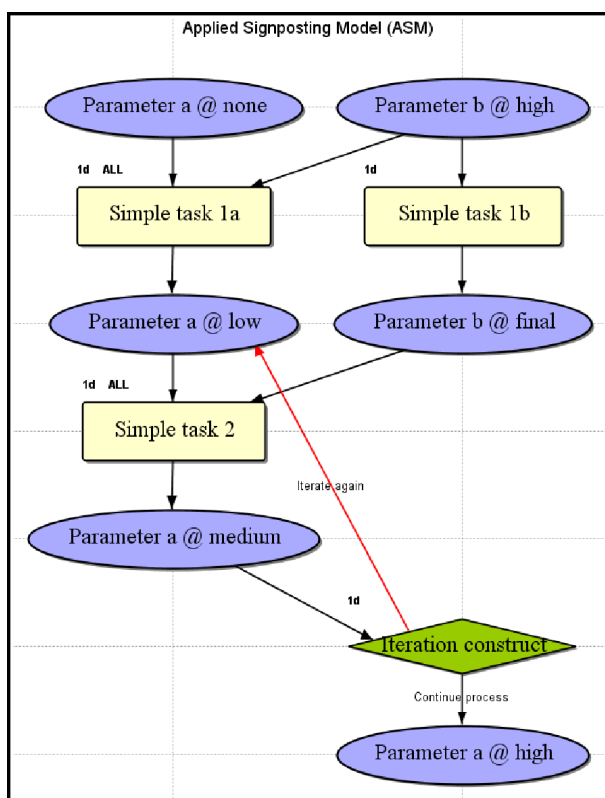 Applied Signposting Model (ASM)
Parameter a @ none
Parameter b @ high
1d ALL
1d
Simple task 1a
Simple task 1b
Parameter a @ low
Parameter b @ final
1d ALL
Simple task 2
Iterate again
Parameter a @ medium
1d
Iteration construct
Continue process
Parameter a @ high